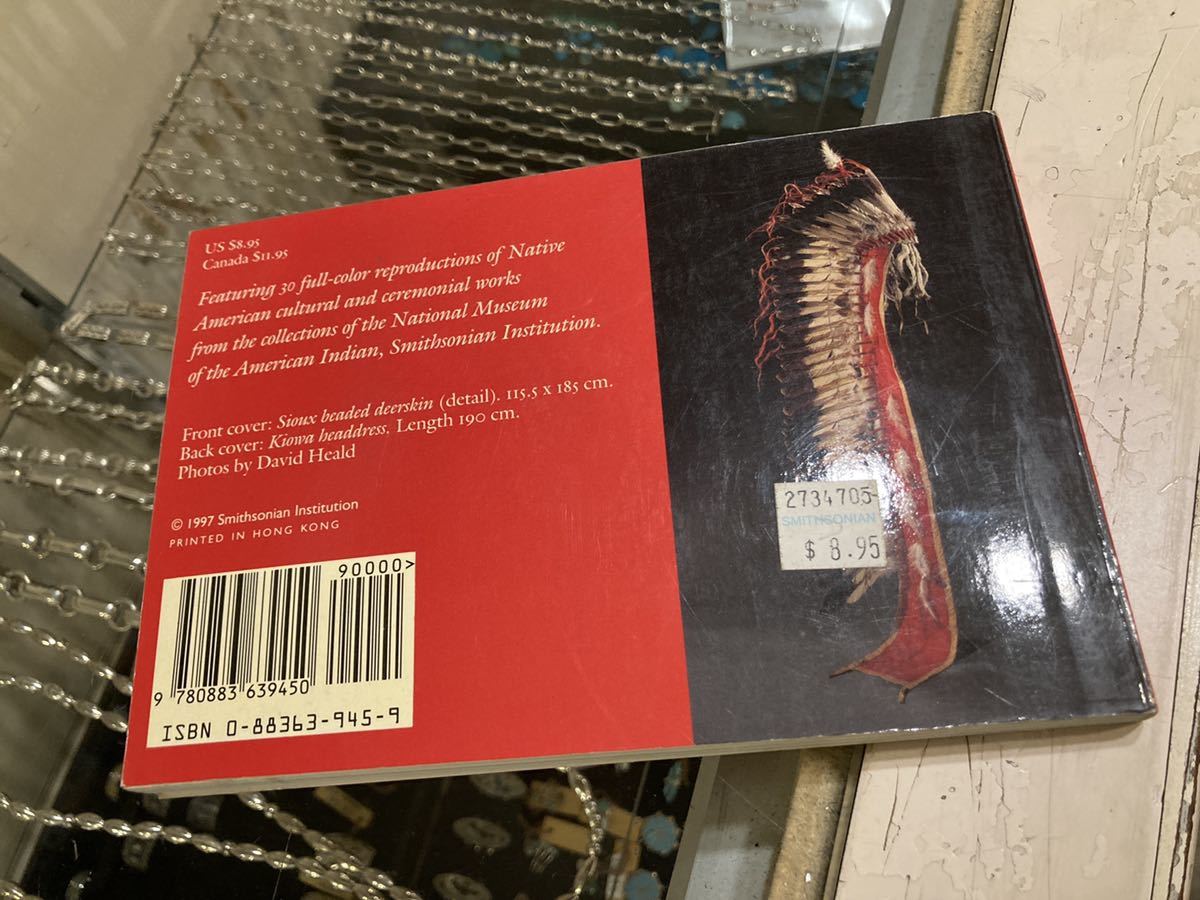 US $8.95
Canada $11.95
Featuring 30 full-color reproductions of Native
American cultural and ceremonial works
from the collections of the National Museum
of the American Indian, Smithsonian Institution.
Front cover: Sioux beaded deerskin (detail). 115.5 x 185 cm.
Back cover: Kiowa headdress. Length 190 cm.
Photos by David Heald
© 1997 Smithsonian Institution
PRINTED IN HONG KONG
90000>
9 780883 639450
ISBN 0-88363-945-9
2734705-
SMITHSONIAN
$ 8.95